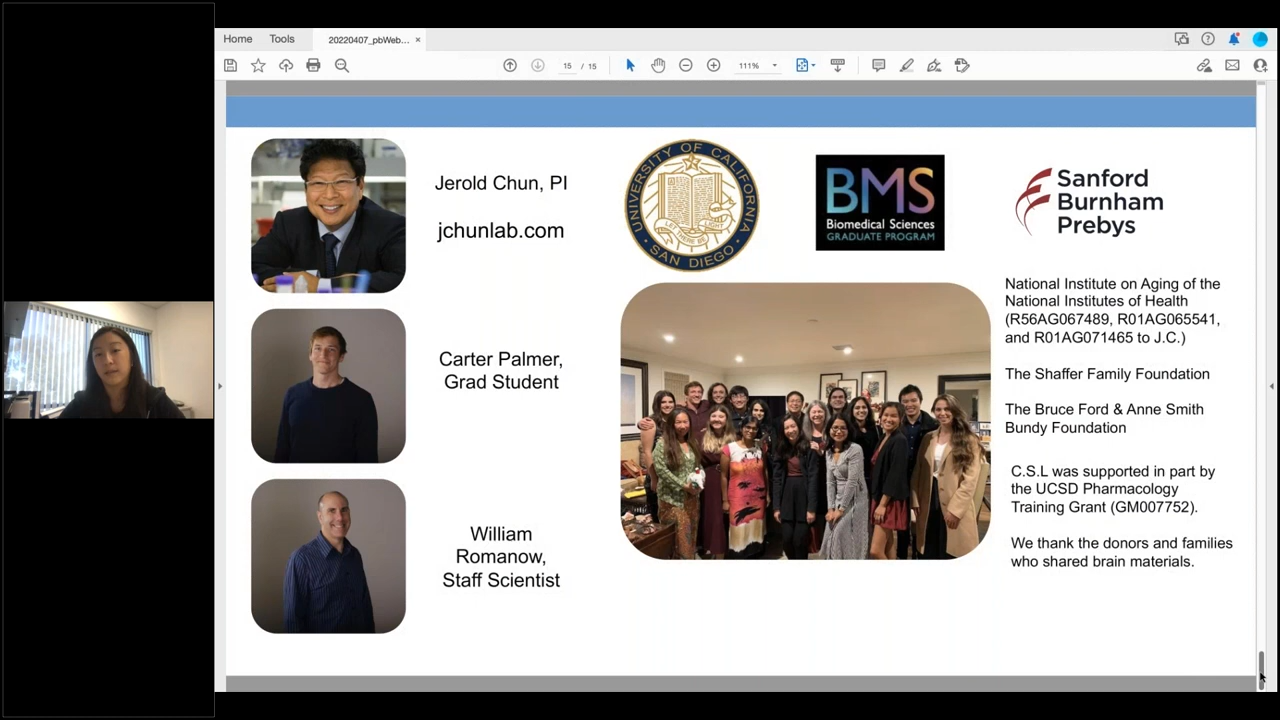 Home
Tools
20220407_pbWeb...
15 / 15
111%
Jerold Chun, PI
jchunlab.com
Carter Palmer,
Grad Student
William
Romanow,
Staff Scientist
UNIVERSITY OF CALIFORNIA
SAN DIEGO
BMS
Biomedical Sciences
GRADUATE PROGRAM
Sanford
Burnham
Prebys
National Institute on Aging of the
National Institutes of Health
(R56AG067489, R01AG065541,
and R01AG071465 to J.C.)
The Shaffer Family Foundation
The Bruce Ford & Anne Smith
Bundy Foundation
C.S.L was supported in part by
the UCSD Pharmacology
Training Grant (GM007752).
We thank the donors and families
who shared brain materials.